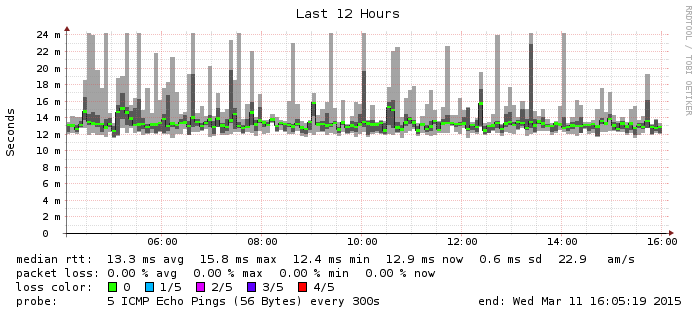 Last 12 Hours
RRDTOOL / TOBI OETIKER
Seconds
24 m
22 m
20 m
18 m
16 m
14 m
12 m
10 m
8 m
6 m
4 m
2 m
0
06:00 08:00 10:00 12:00 14:00 16:00
median rtt: 13.3 ms avg 15.8 ms max 12.4 ms min 12.9 ms now 0.6 ms sd 22.9 am/s
packet loss: 0.00 % avg 0.00 % max 0.00 % min 0.00 % now
loss color: 0 1/5 2/5 3/5 4/5
probe: 5 ICMP Echo Pings (56 Bytes) every 300s end: Wed Mar 11 16:05:19 2015